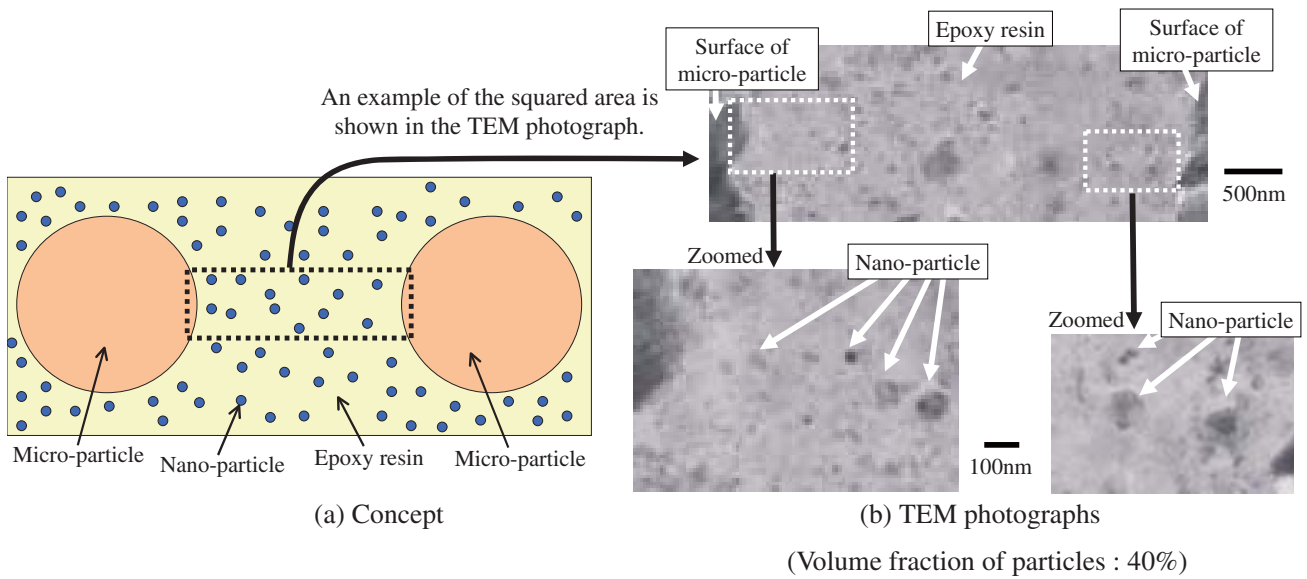 An example of the squared area is
shown in the TEM photograph.
Micro-particle
Nano-particle
Epoxy resin
Micro-particle
(a) Concept
Surface of
micro-particle
Epoxy resin
Surface of
micro-particle
500nm
Zoomed
Nano-particle
100nm
Zoomed
Nano-particle
(b) TEM photographs
(Volume fraction of particles : 40%)